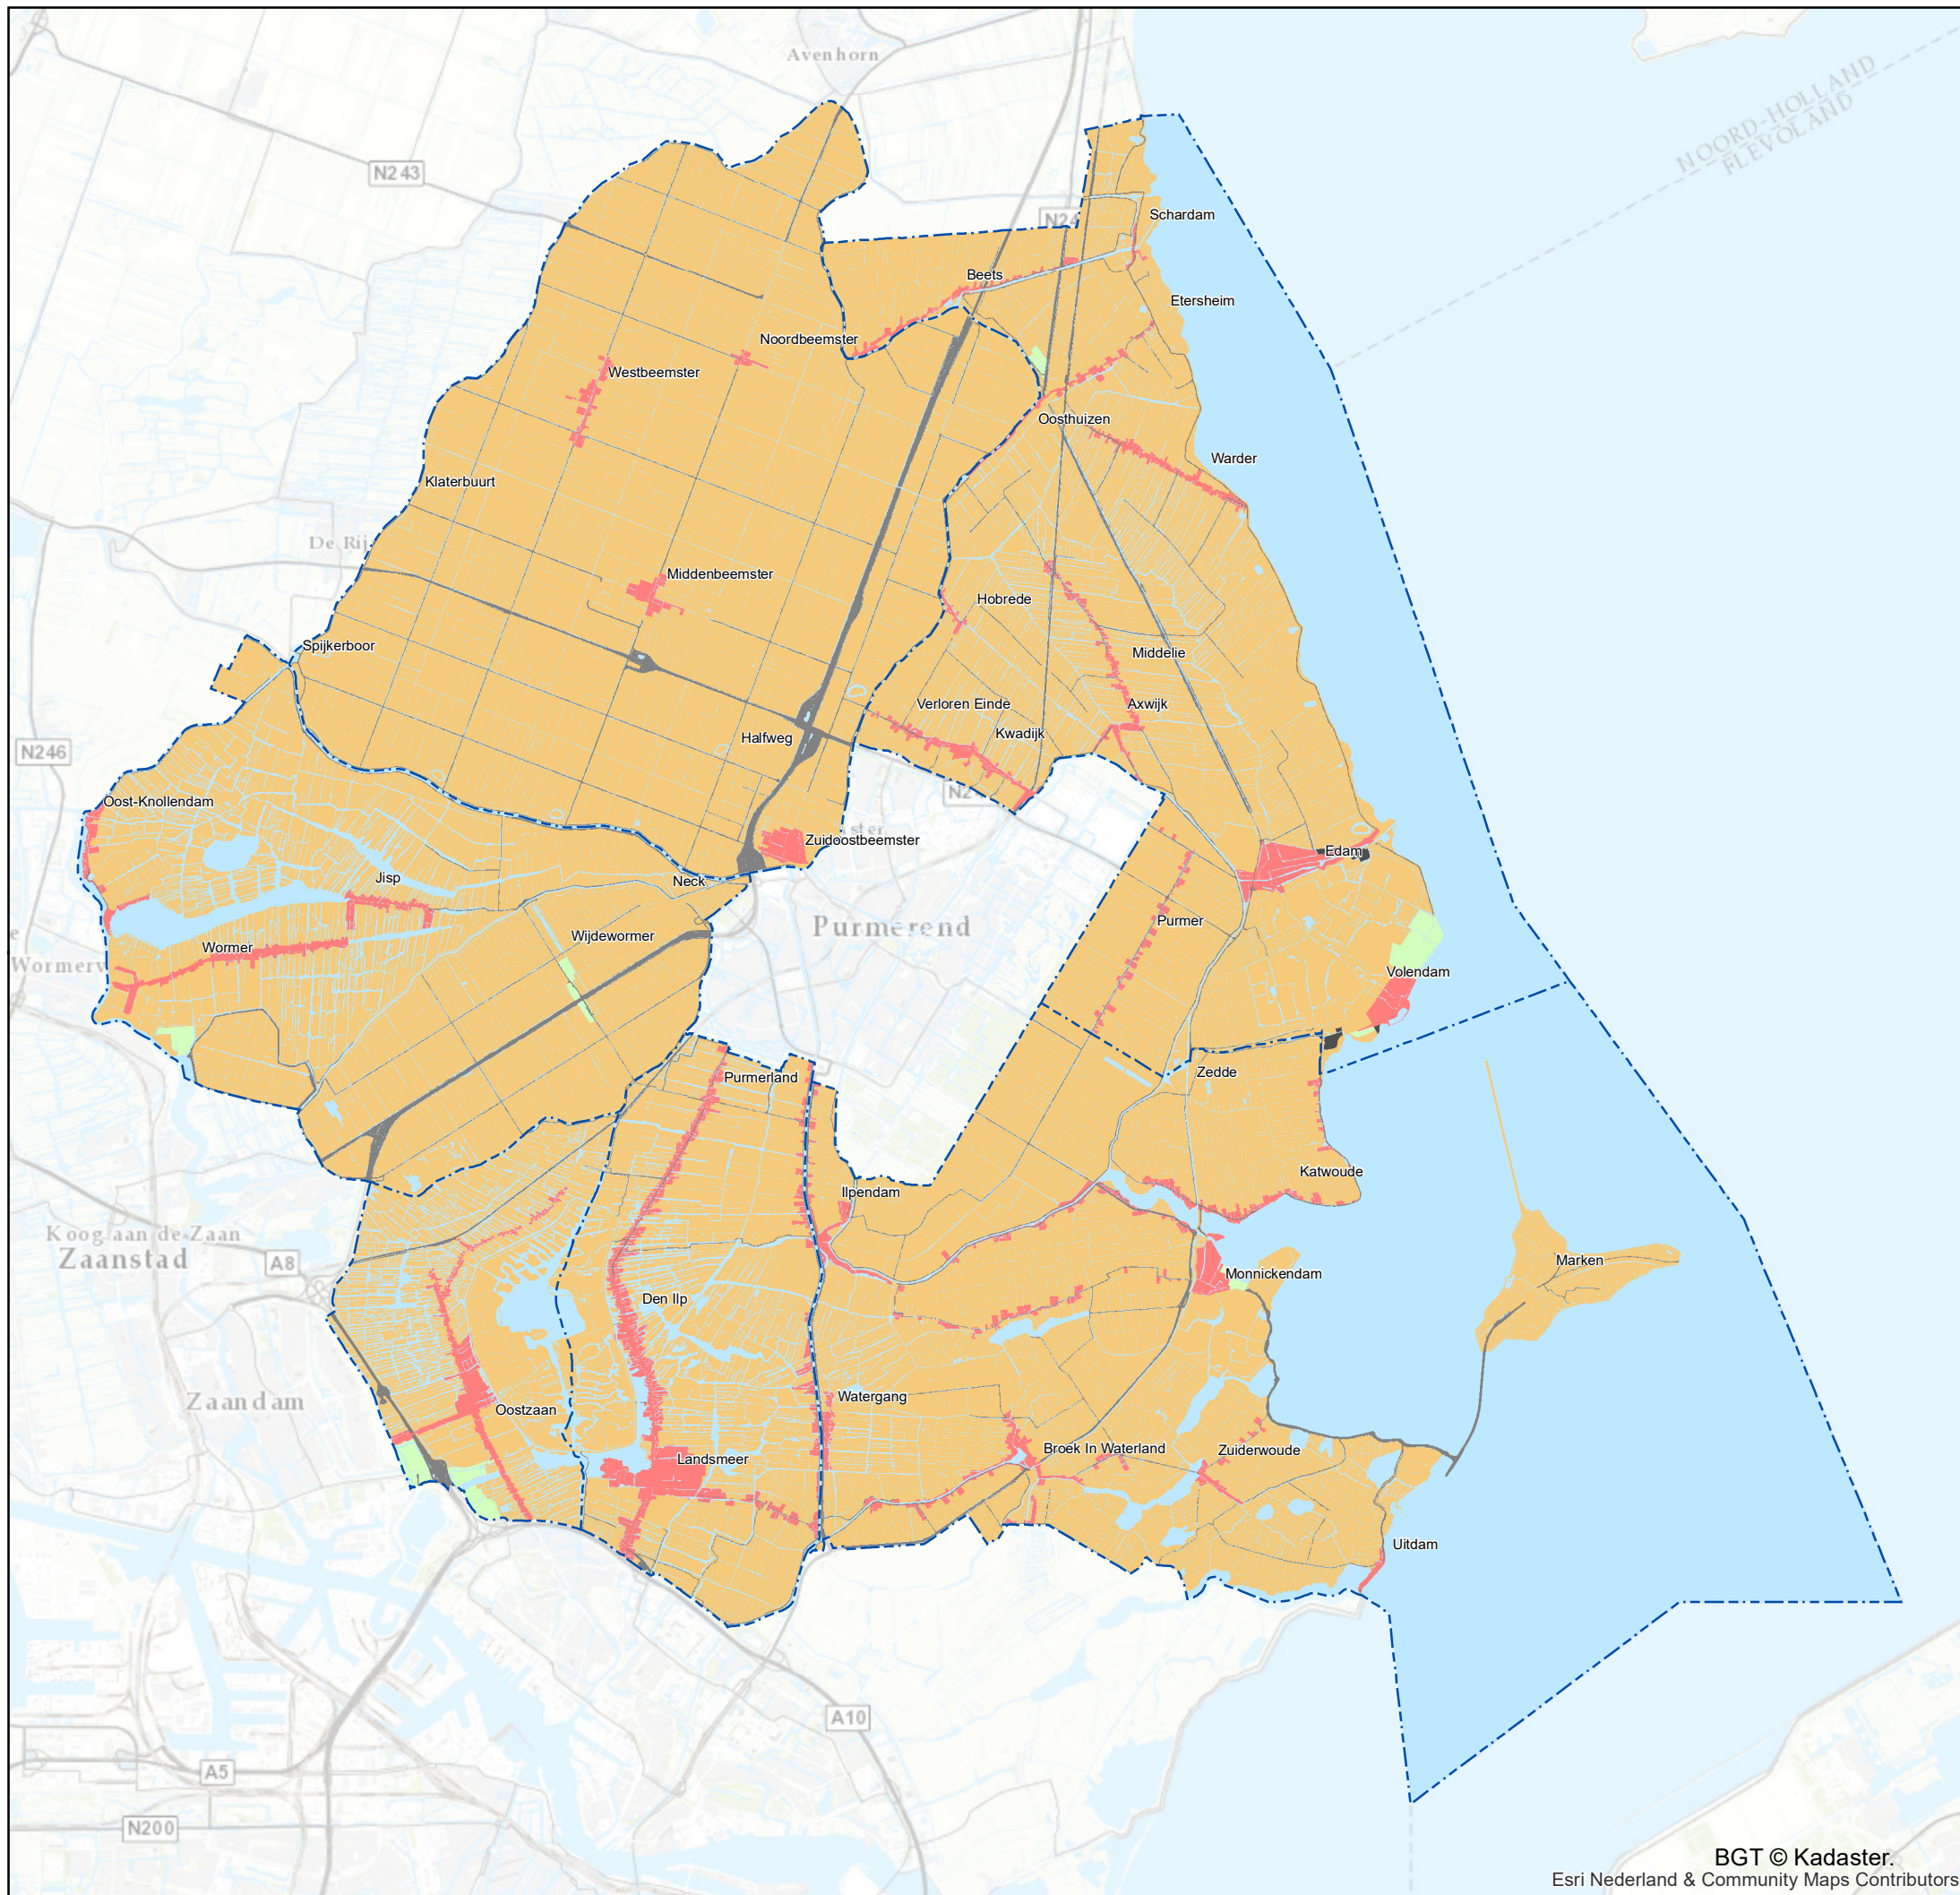 Avenhorn
NOORD-HOLLAND
FLEVOLAND
N243
N24
Schardam
Beets
Etersheim
Noordbeemster
Westbeemster
Oosthuizen
Warder
Klaterbuurt
De Rij
Middenbeemster
Hobrede
Spijkerboor
Middelie
Verloren Einde
Axwijk
Kwadijk
Halfweg
N246
N24
Oost-Knollendam
Zuidoostbeemster
Edam
Jisp
Neck
Purmerend
Purmer
Wijdewormer
Wormer
Wormerv
Volendam
Zedde
Purmerland
Katwoude
Ilpendam
Koog aan de Zaan
Zaanstad
A8
Marken
Monnickendam
Den Ilp
Zaandam
Watergang
Oostzaan
Broek In Waterland
Zuiderwoude
Landsmeer
Uitdam
A10
A5
N200
BGT © Kadaster.
Esri Nederland & Community Maps Contributors